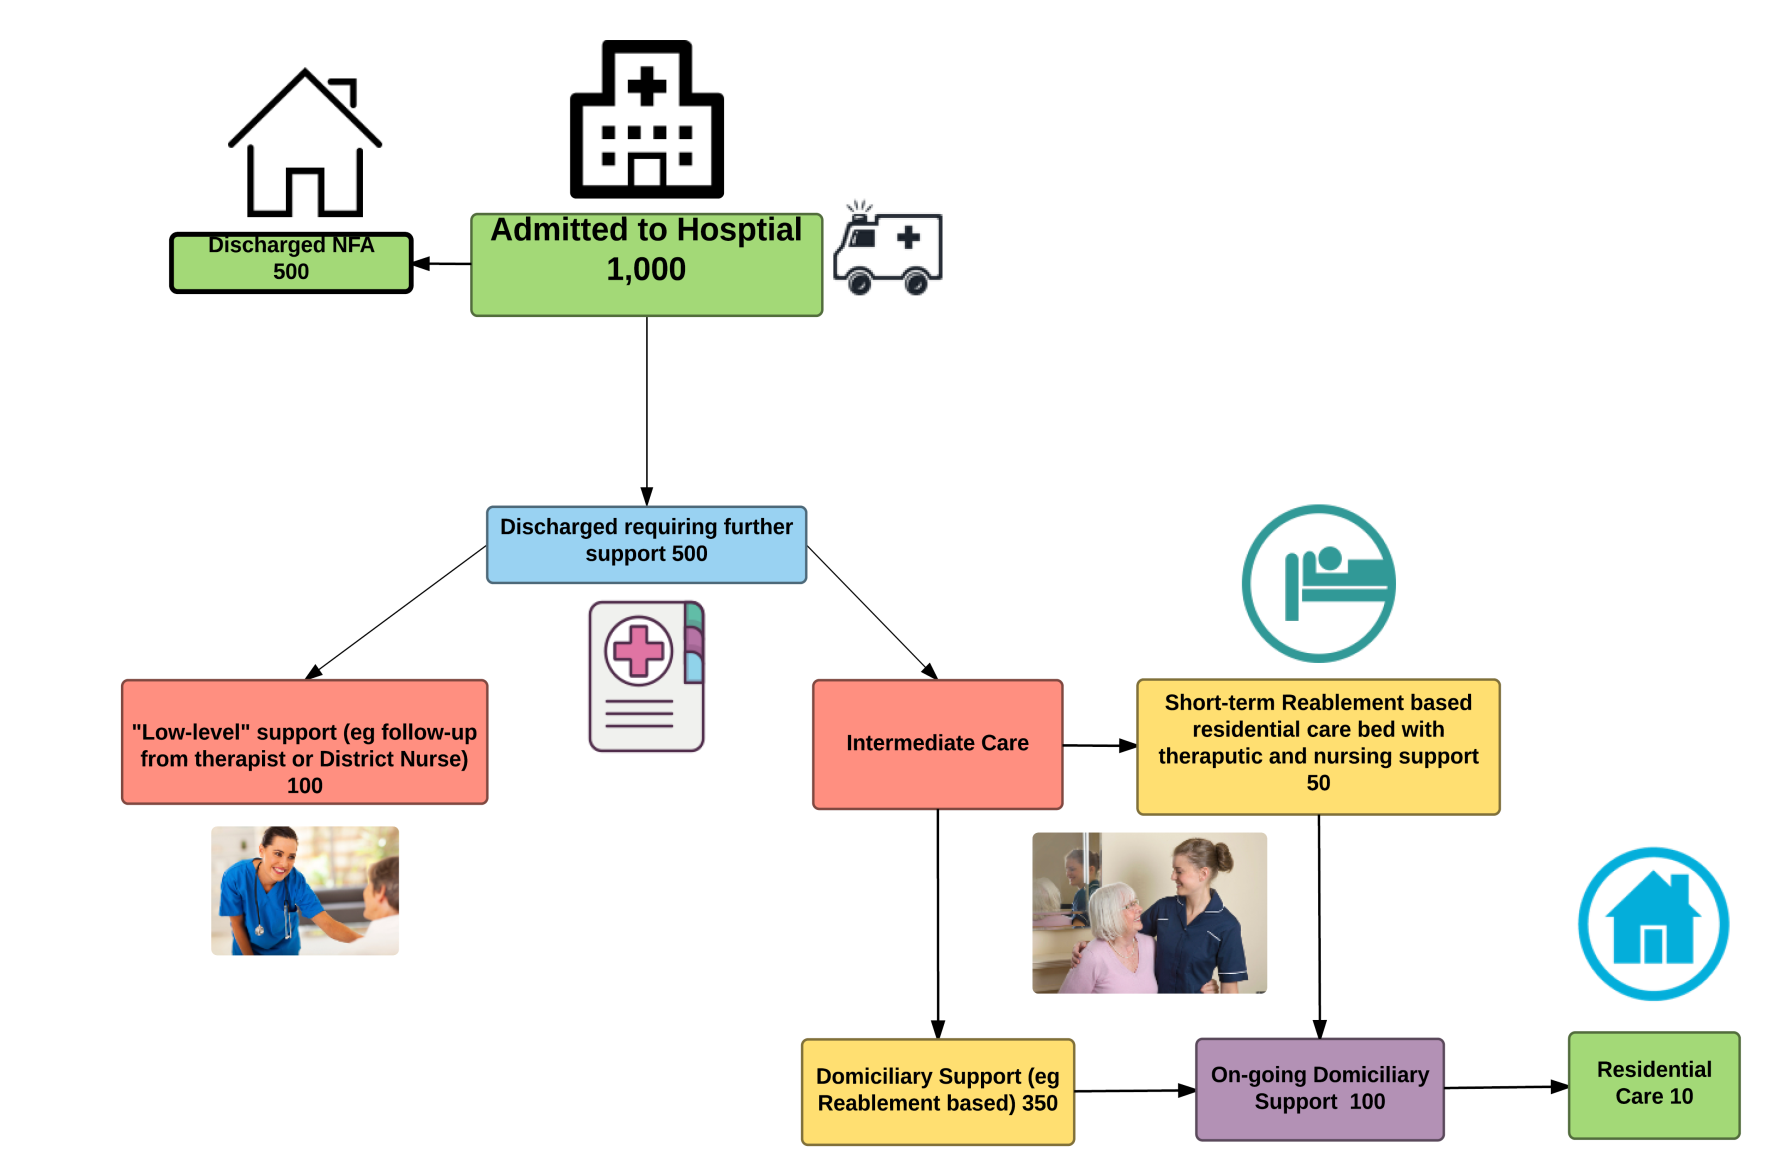 Admitted to Hosptial
1,000
Discharged NFA
500
Discharged requiring further
support 500
"Low-level" support (eg follow-up
from therapist or District Nurse)
100
Intermediate Care
Short-term Reablement based
residential care bed with
theraputic and nursing support
50
Domiciliary Support (eg
Reablement based) 350
On-going Domiciliary
Support  100
Residential
Care 10